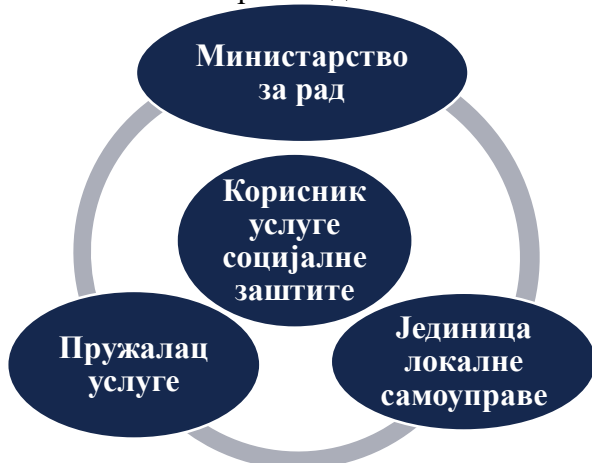 Министарство
за рад
Корисник
услуге
социјалне
заштите
Пружалац
услуге
Јединица
локалне
самоуправе